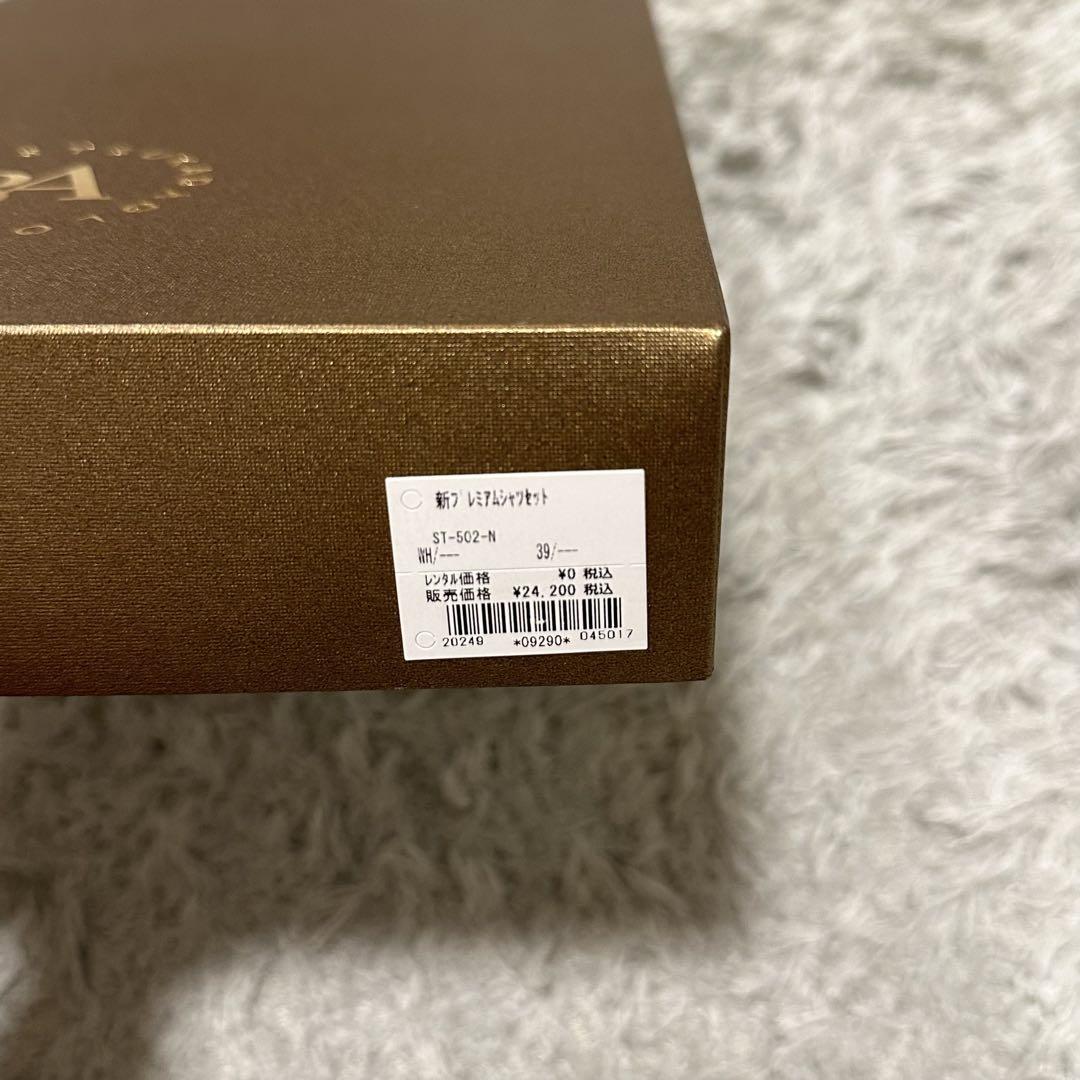 新プレミアムシャツセット
ST-502-N
WH/--- 39/---
レンタル価格 ¥0 税込
販売価格 ¥24,200 税込
20249 *09290* 045017